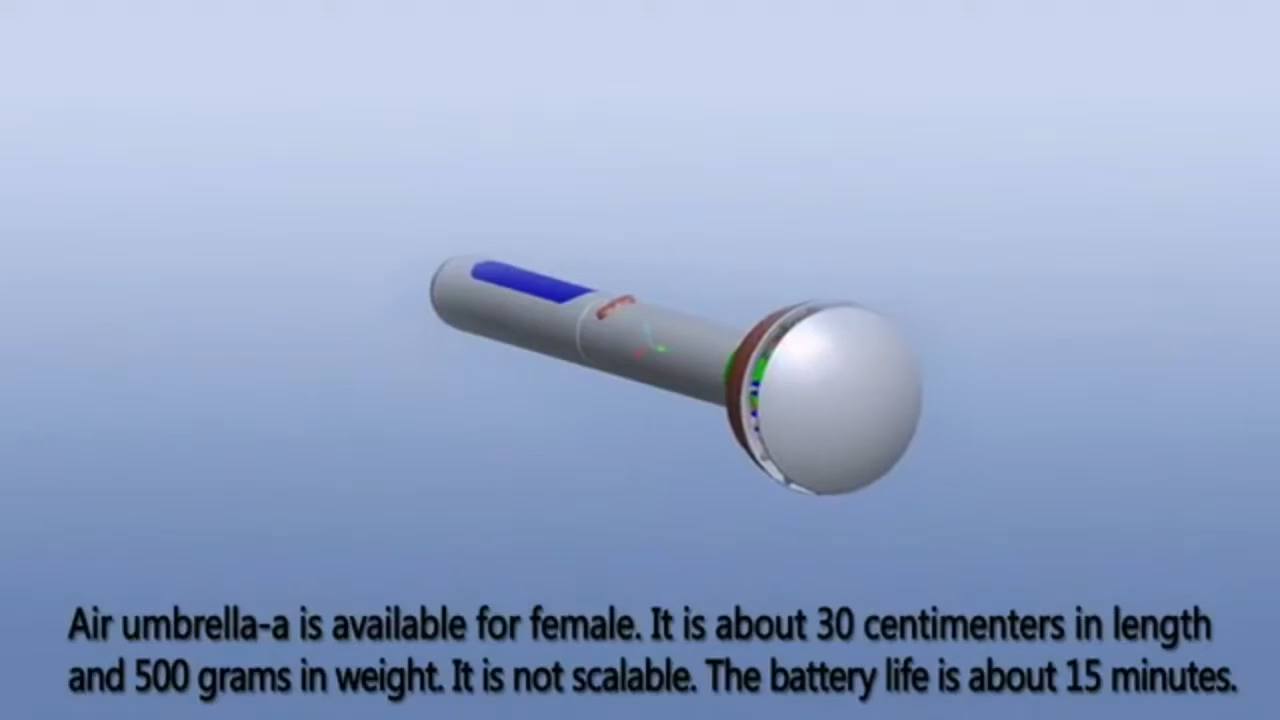 Air umbrella-a is available for female. It is about 30 centimenters in length
and 500 grams in weight. It is not scalable. The battery life is about 15 minutes.